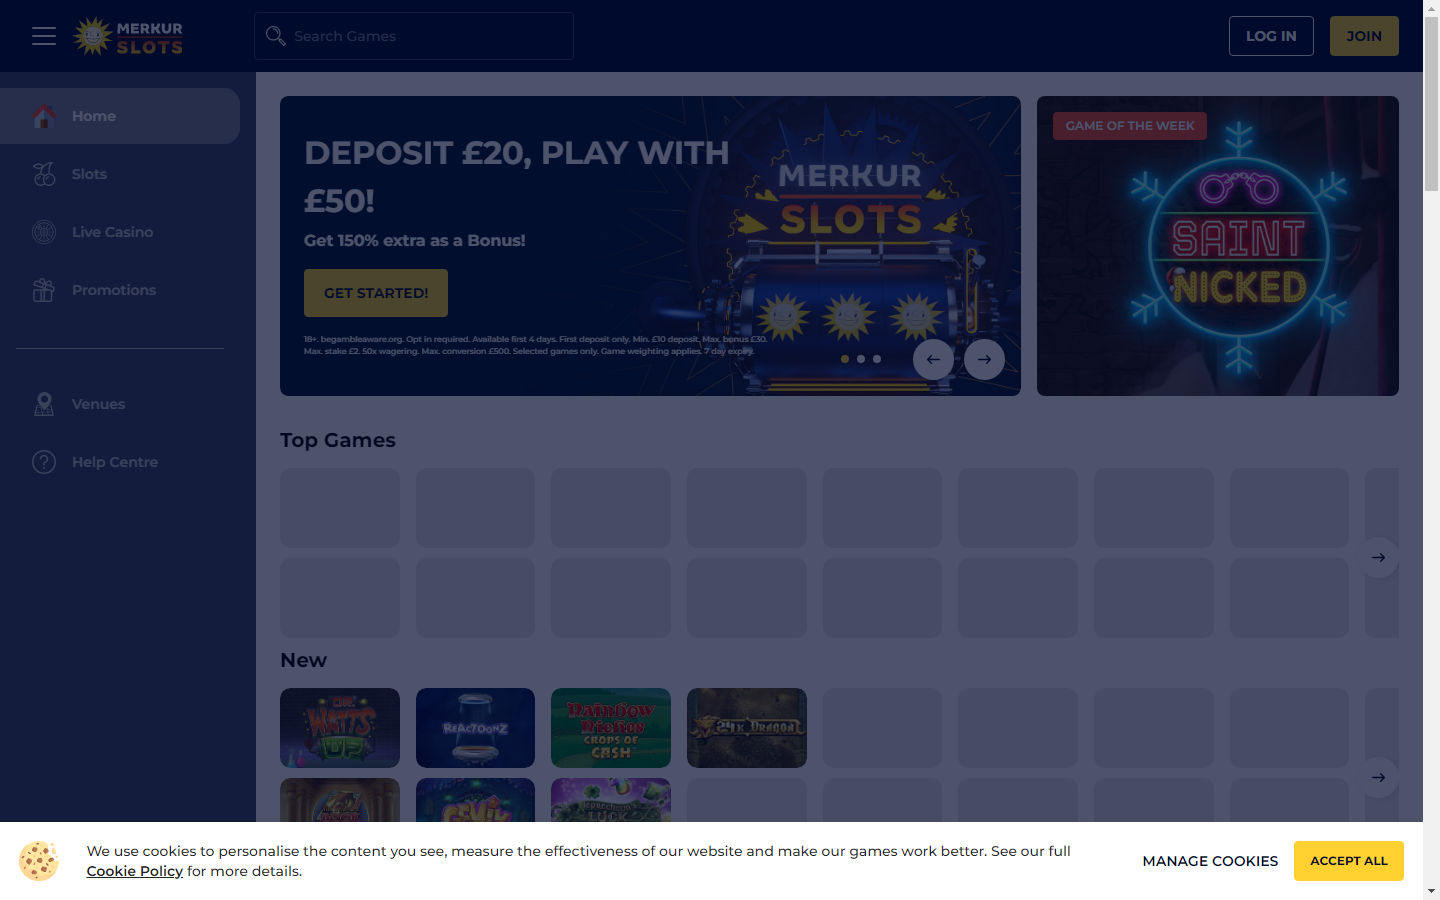 MERKUR
SLOTS
Search Games
LOG IN
JOIN
Home
Slots
Live Casino
Promotions
Venues
Help Centre
DEPOSIT £20, PLAY WITH
£50!
Get 150% extra as a Bonus!
GET STARTED!
18+. begambleaware.org. Opt in required. Available first 4 days. First deposit only. Min. £10 deposit. Max. bonus £30.
Max. stake £2. 50x wagering. Max. conversion £500. Selected games only. Game weighting applies. 7 day expiry.
MERKUR
SLOTS
GAME OF THE WEEK
SAINT
NICKED
Top Games
New
DR.
WATTS
UP
REACTOONZ
Rainbow
Riches
CROPS OF
CASH
24K DRAGON
GENIE
LEPRECHAUN'S
LUCK
We use cookies to personalise the content you see, measure the effectiveness of our website and make our games work better. See our full
Cookie Policy for more details.
MANAGE COOKIES
ACCEPT ALL